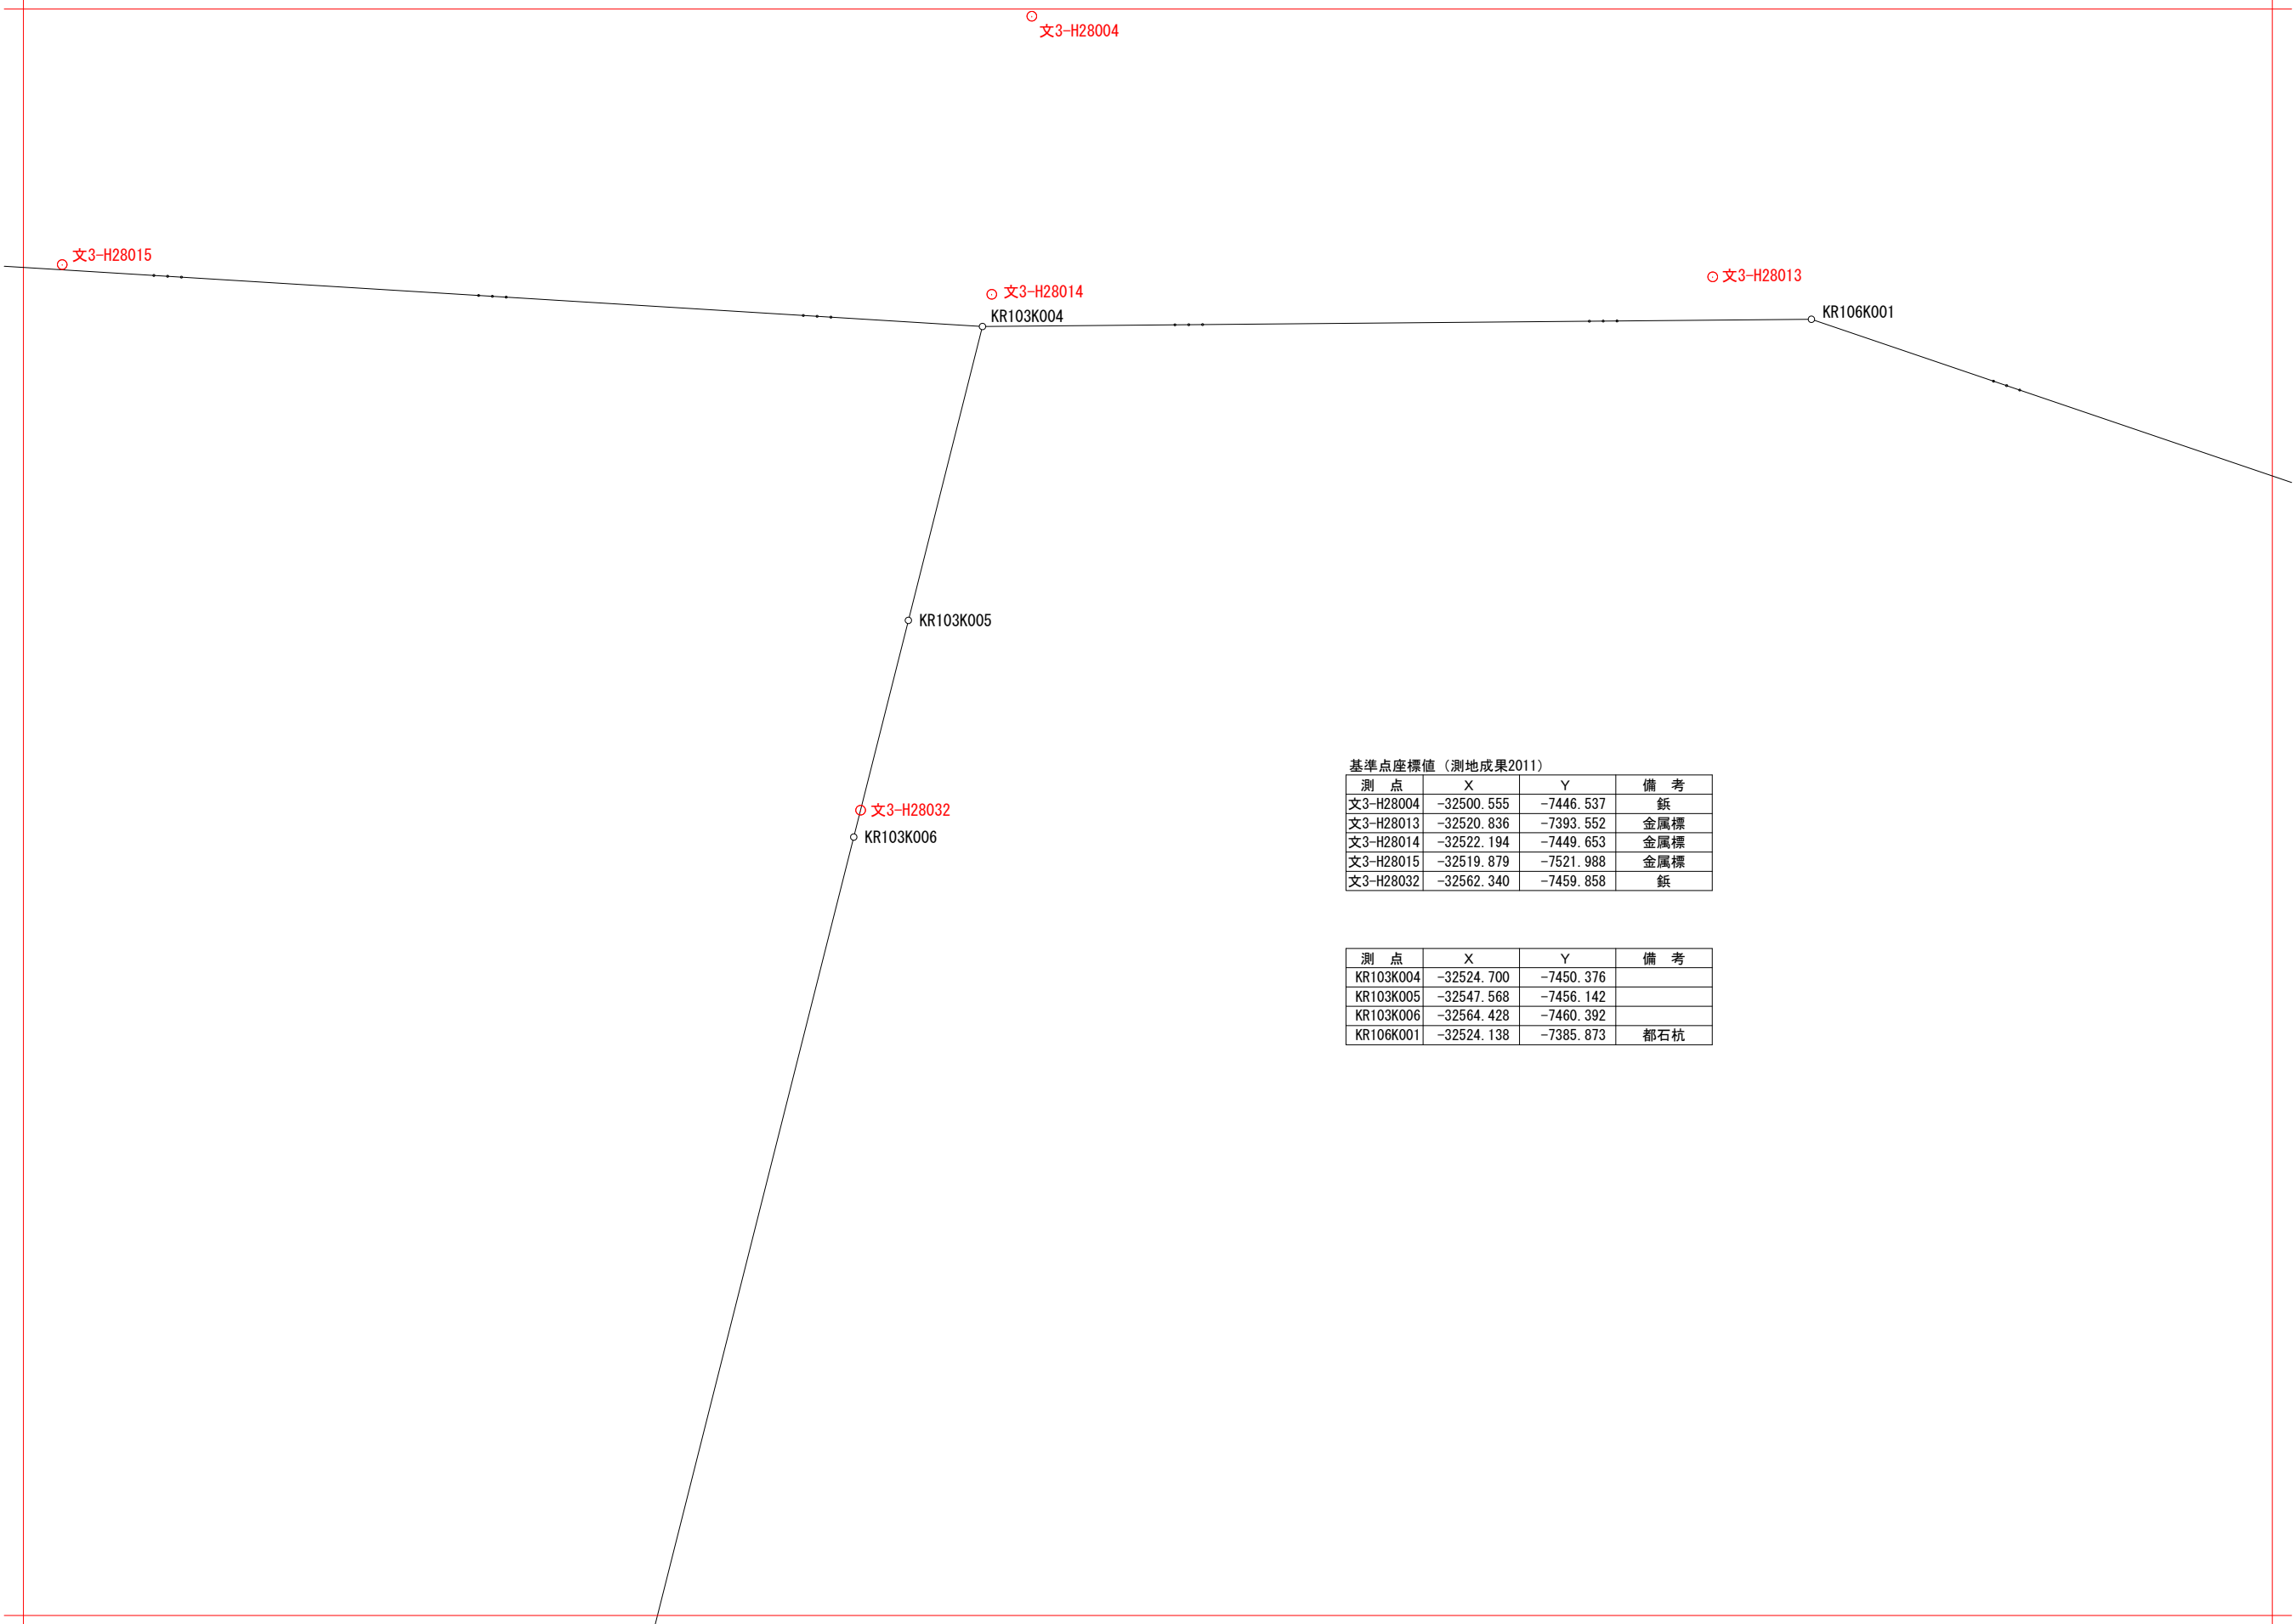 文3-H28004
文3-H28015
文3-H28014
文3-H28013
KR103K004
KR106K001
KR103K005
文3-H28032
KR103K006
基準点座標値（測地成果2011）
測　点 X Y 備　考
文3-H28004 -32500.555 -7446.537 鋲
文3-H28013 -32520.836 -7393.552 金属標
文3-H28014 -32522.194 -7449.653 金属標
文3-H28015 -32519.879 -7521.988 金属標
文3-H28032 -32562.340 -7459.858 鋲
測　点 X Y 備　考
KR103K004 -32524.700 -7450.376
KR103K005 -32547.568 -7456.142
KR103K006 -32564.428 -7460.392
KR106K001 -32524.138 -7385.873 都石杭